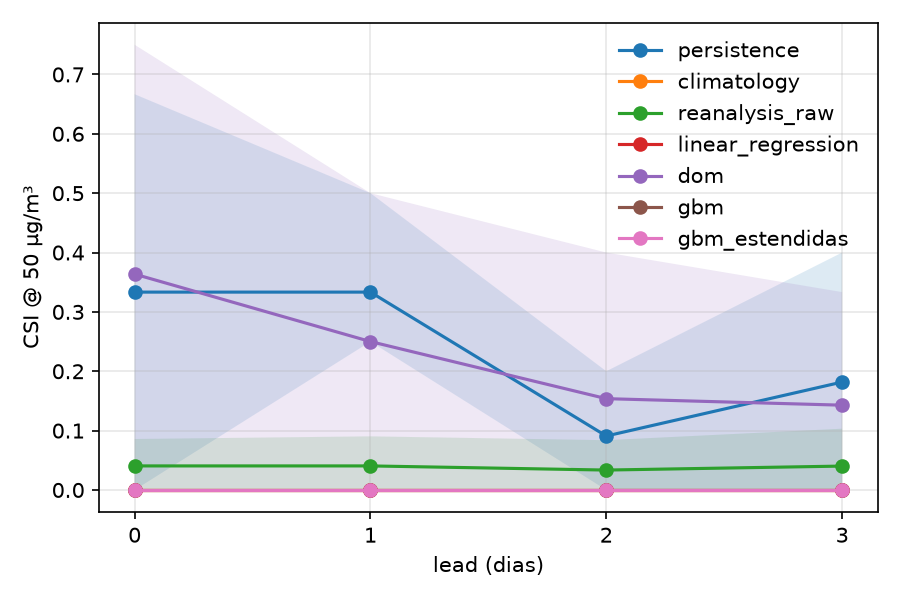 CSI @ 50 µg/m³
0.7
0.6
0.5
0.4
0.3
0.2
0.1
0.0
persistence
climatology
reanalysis_raw
linear_regression
dom
gbm
gbm_estendidas
0 1 2 3
lead (dias)